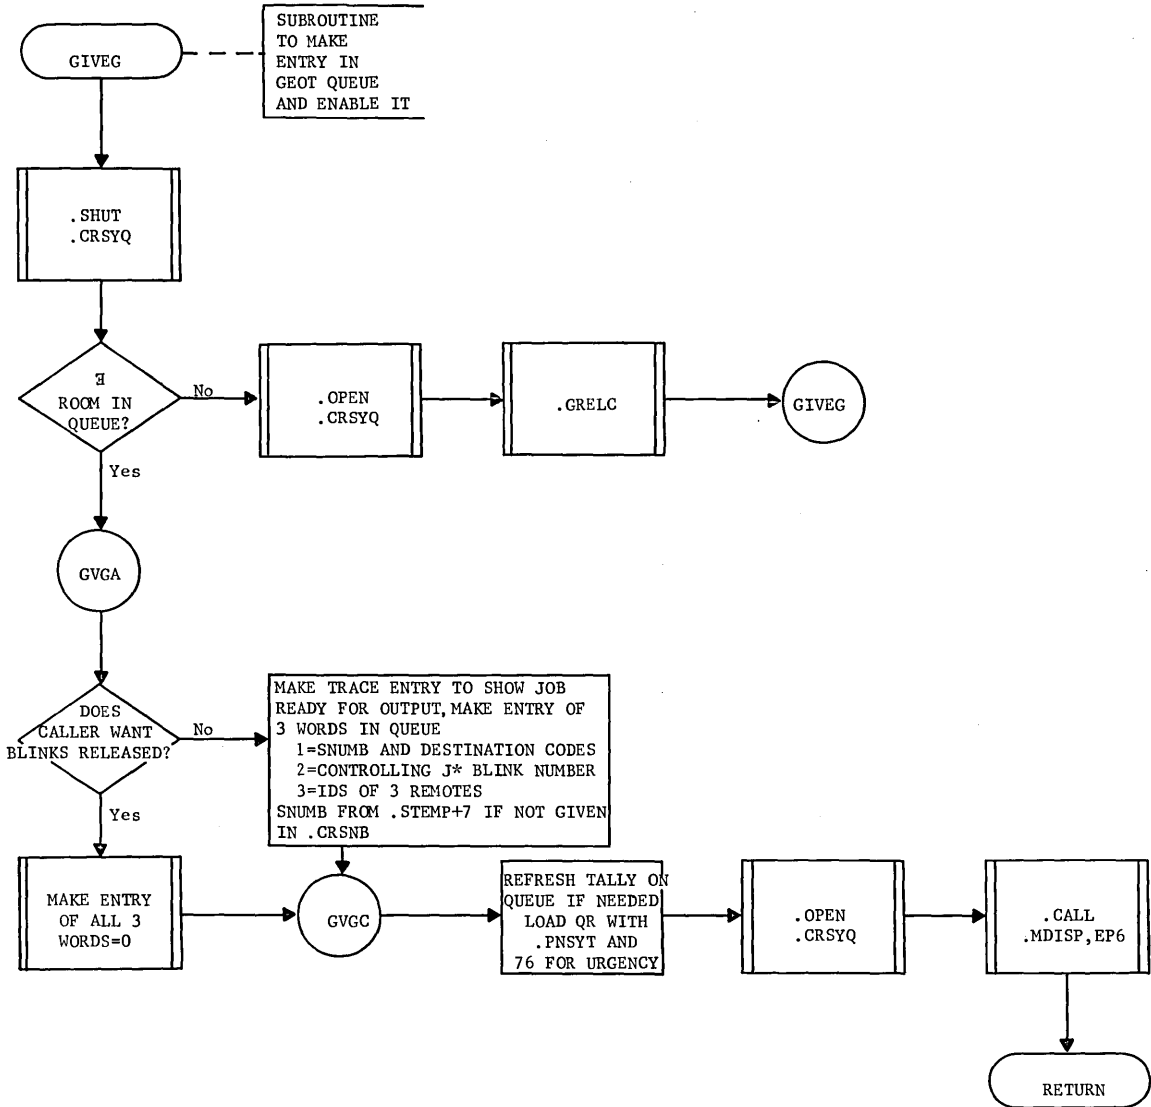 GIVEG
SUBROUTINE
TO MAKE
ENTRY IN
GEOT QUEUE
AND ENABLE IT
.SHUT
.CRSYQ
∃
ROOM IN
QUEUE?
No
.OPEN
.CRSYQ
.GRELC
GIVEG
Yes
GVGA
DOES
CALLER WANT
BLINKS RELEASED?
No
MAKE TRACE ENTRY TO SHOW JOB
READY FOR OUTPUT, MAKE ENTRY OF
3 WORDS IN QUEUE
1=SNUMB AND DESTINATION CODES
2=CONTROLLING J* BLINK NUMBER
3=IDS OF 3 REMOTES
SNUMB FROM .STEMP+7 IF NOT GIVEN
IN .CRSNB
Yes
MAKE ENTRY
OF ALL 3
WORDS=0
GVGC
REFRESH TALLY ON
QUEUE IF NEEDED
LOAD QR WITH
.PNSYT AND
76 FOR URGENCY
.OPEN
.CRSYQ
.CALL
.MDISP,EP6
RETURN